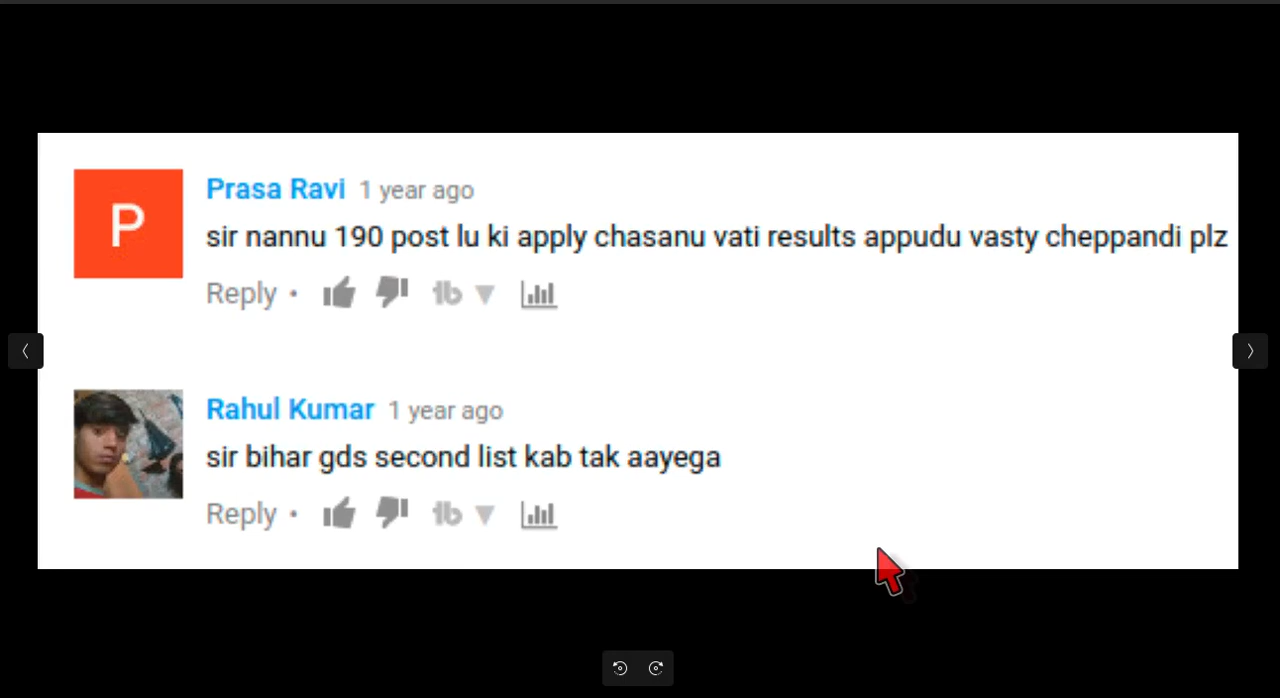 P
Prasa Ravi 1 year ago
sir nannu 190 post lu ki apply chasanu vati results appudu vasty cheppandi plz
Reply •
Rahul Kumar 1 year ago
sir bihar gds second list kab tak aayega
Reply •